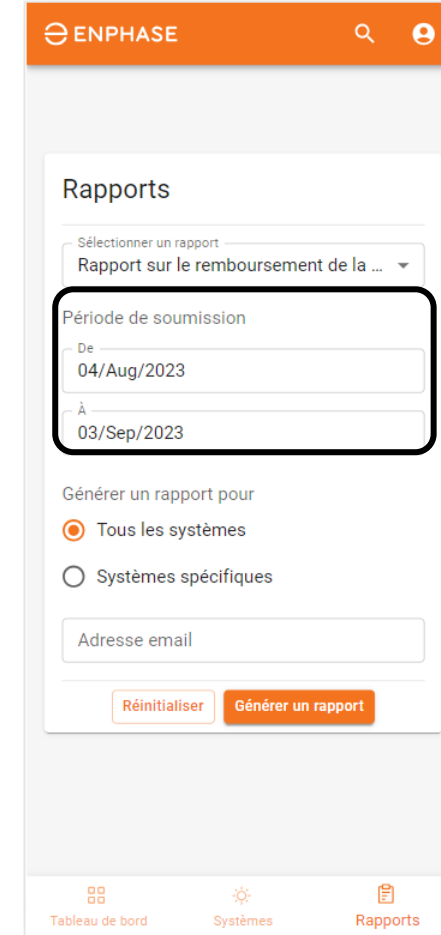 ENPHASE
Rapports
Sélectionner un rapport
Rapport sur le remboursement de la ...
Période de soumission
De
04/Aug/2023
À
03/Sep/2023
Générer un rapport pour
Tous les systèmes
Systèmes spécifiques
Adresse email
Réinitialiser Générer un rapport
Tableau de bord Systèmes Rapports